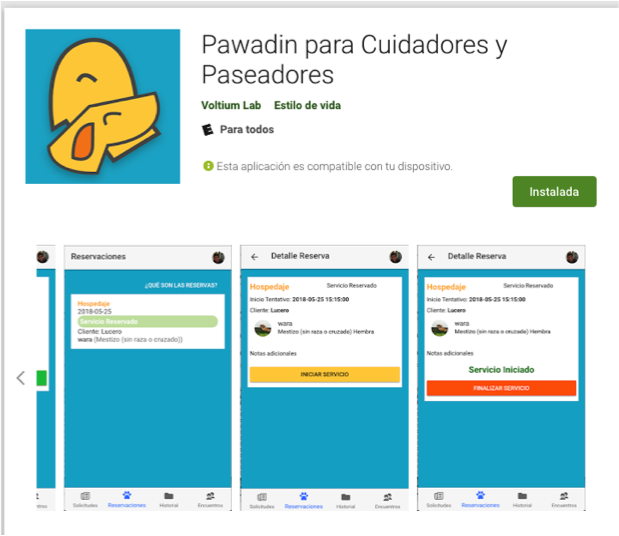 Pawadin para Cuidadores y
Paseadores
Voltium Lab Estilo de vida
E Para todos
Esta aplicación es compatible con tu dispositivo.
Instalada
Reservaciones
¿QUÉ SON LAS RESERVAS?
Hospedaje
2018-05-25
Servicio Reservado
Cliente: Lucero
wara (Mestizo (sin raza o cruzado))
Solicitudes Reservaciones Historial Encuentros
Detalle Reserva
Hospedaje Servicio Reservado
Inicio Tentativo: 2018-05-25 15:15:00
Cliente: Lucero
wara
Mestizo (sin raza o cruzado) Hembra
Notas adicionales
INICIAR SERVICIO
Solicitudes Reservaciones Historial Encuentros
Detalle Reserva
Hospedaje Servicio Reservado
Inicio Tentativo: 2018-05-25 15:15:00
Cliente: Lucero
wara
Mestizo (sin raza o cruzado) Hembra
Notas adicionales
Servicio Iniciado
FINALIZAR SERVICIO
Solicitudes Reservaciones Historial Encuentros